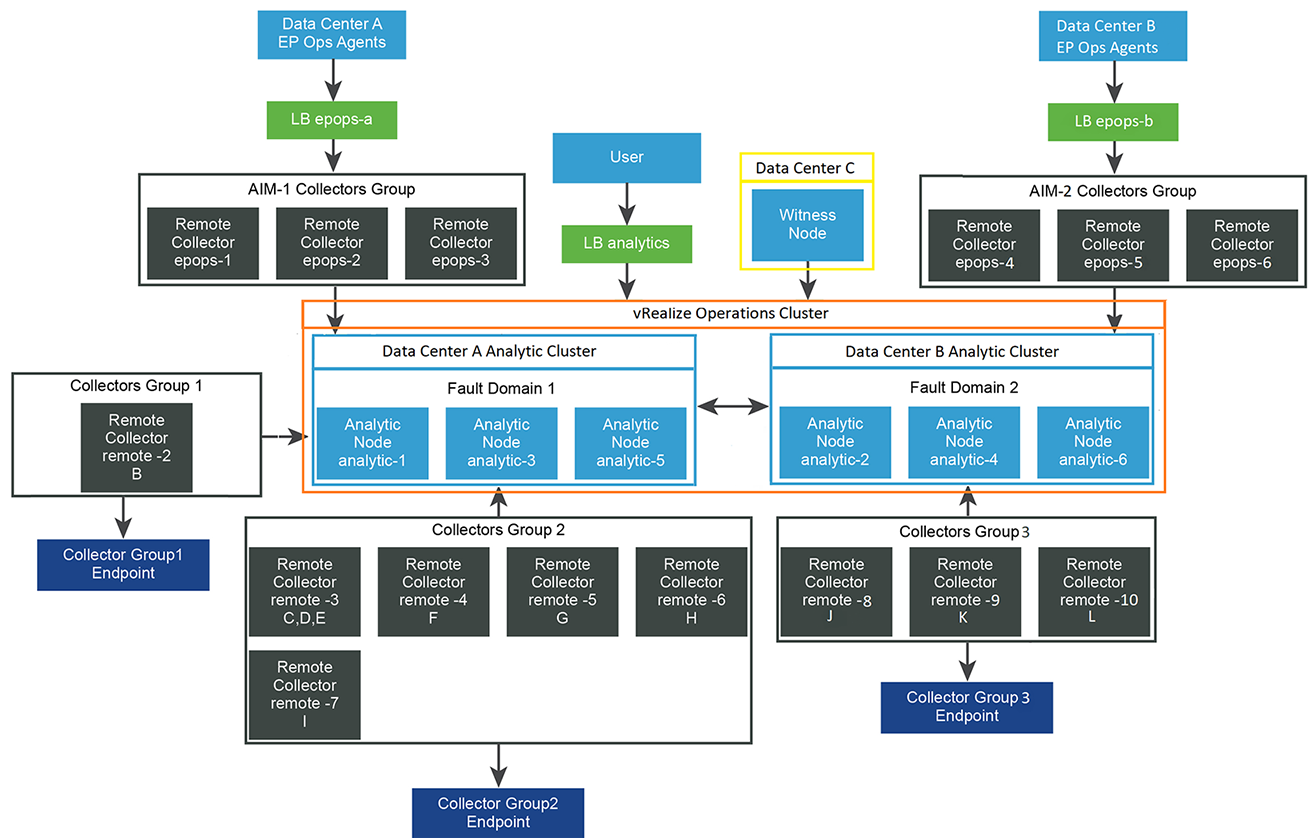 Data Center A
EP Ops Agents
Data Center B
EP Ops Agents
LB epops-a
LB epops-b
User
Data Center C
Witness
Node
LB analytics
AIM-1 Collectors Group
Remote
Collector
epops-1
Remote
Collector
epops-2
Remote
Collector
epops-3
AIM-2 Collectors Group
Remote
Collector
epops-4
Remote
Collector
epops-5
Remote
Collector
epops-6
vRealize Operations Cluster
Data Center A Analytic Cluster
Fault Domain 1
Analytic
Node
analytic-1
Analytic
Node
analytic-3
Analytic
Node
analytic-5
Data Center B Analytic Cluster
Fault Domain 2
Analytic
Node
analytic-2
Analytic
Node
analytic-4
Analytic
Node
analytic-6
Collectors Group 1
Remote
Collector
remote -2
B
Collector Group1
Endpoint
Collectors Group 2
Remote
Collector
remote -3
C,D,E
Remote
Collector
remote -4
F
Remote
Collector
remote -5
G
Remote
Collector
remote -6
H
Remote
Collector
remote -7
I
Collector Group2
Endpoint
Collectors Group 3
Remote
Collector
remote -8
J
Remote
Collector
remote -9
K
Remote
Collector
remote -10
L
Collector Group 3
Endpoint